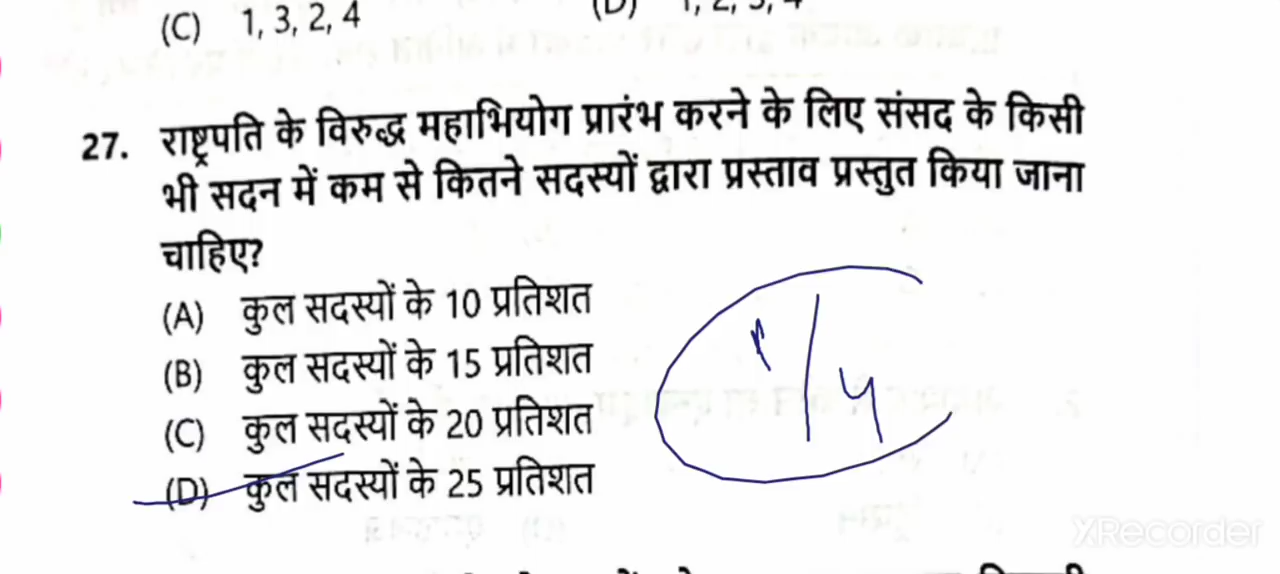 (C) 1, 3, 2, 4
27. राष्ट्रपति के विरुद्ध महाभियोग प्रारंभ करने के लिए संसद के किसी
भी सदन में कम से कितने सदस्यों द्वारा प्रस्ताव प्रस्तुत किया जाना
चाहिए?
(A) कुल सदस्यों के 10 प्रतिशत
(B) कुल सदस्यों के 15 प्रतिशत
(C) कुल सदस्यों के 20 प्रतिशत
(D) कुल सदस्यों के 25 प्रतिशत
1/4
XRecorder